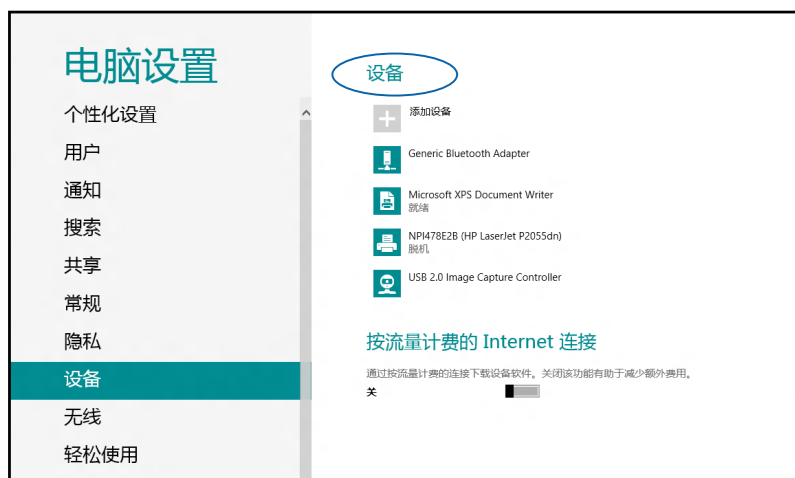 电脑设置
个性化设置
用户
通知
搜索
共享
常规
隐私
设备
无线
轻松使用
设备
添加设备
Generic Bluetooth Adapter
Microsoft XPS Document Writer
就绪
NPI478E2B (HP LaserJet P2055dn)
脱机
USB 2.0 Image Capture Controller
按流量计费的 Internet 连接
通过按流量计费的连接下载设备软件。关闭该功能有助于减少额外费用。
关